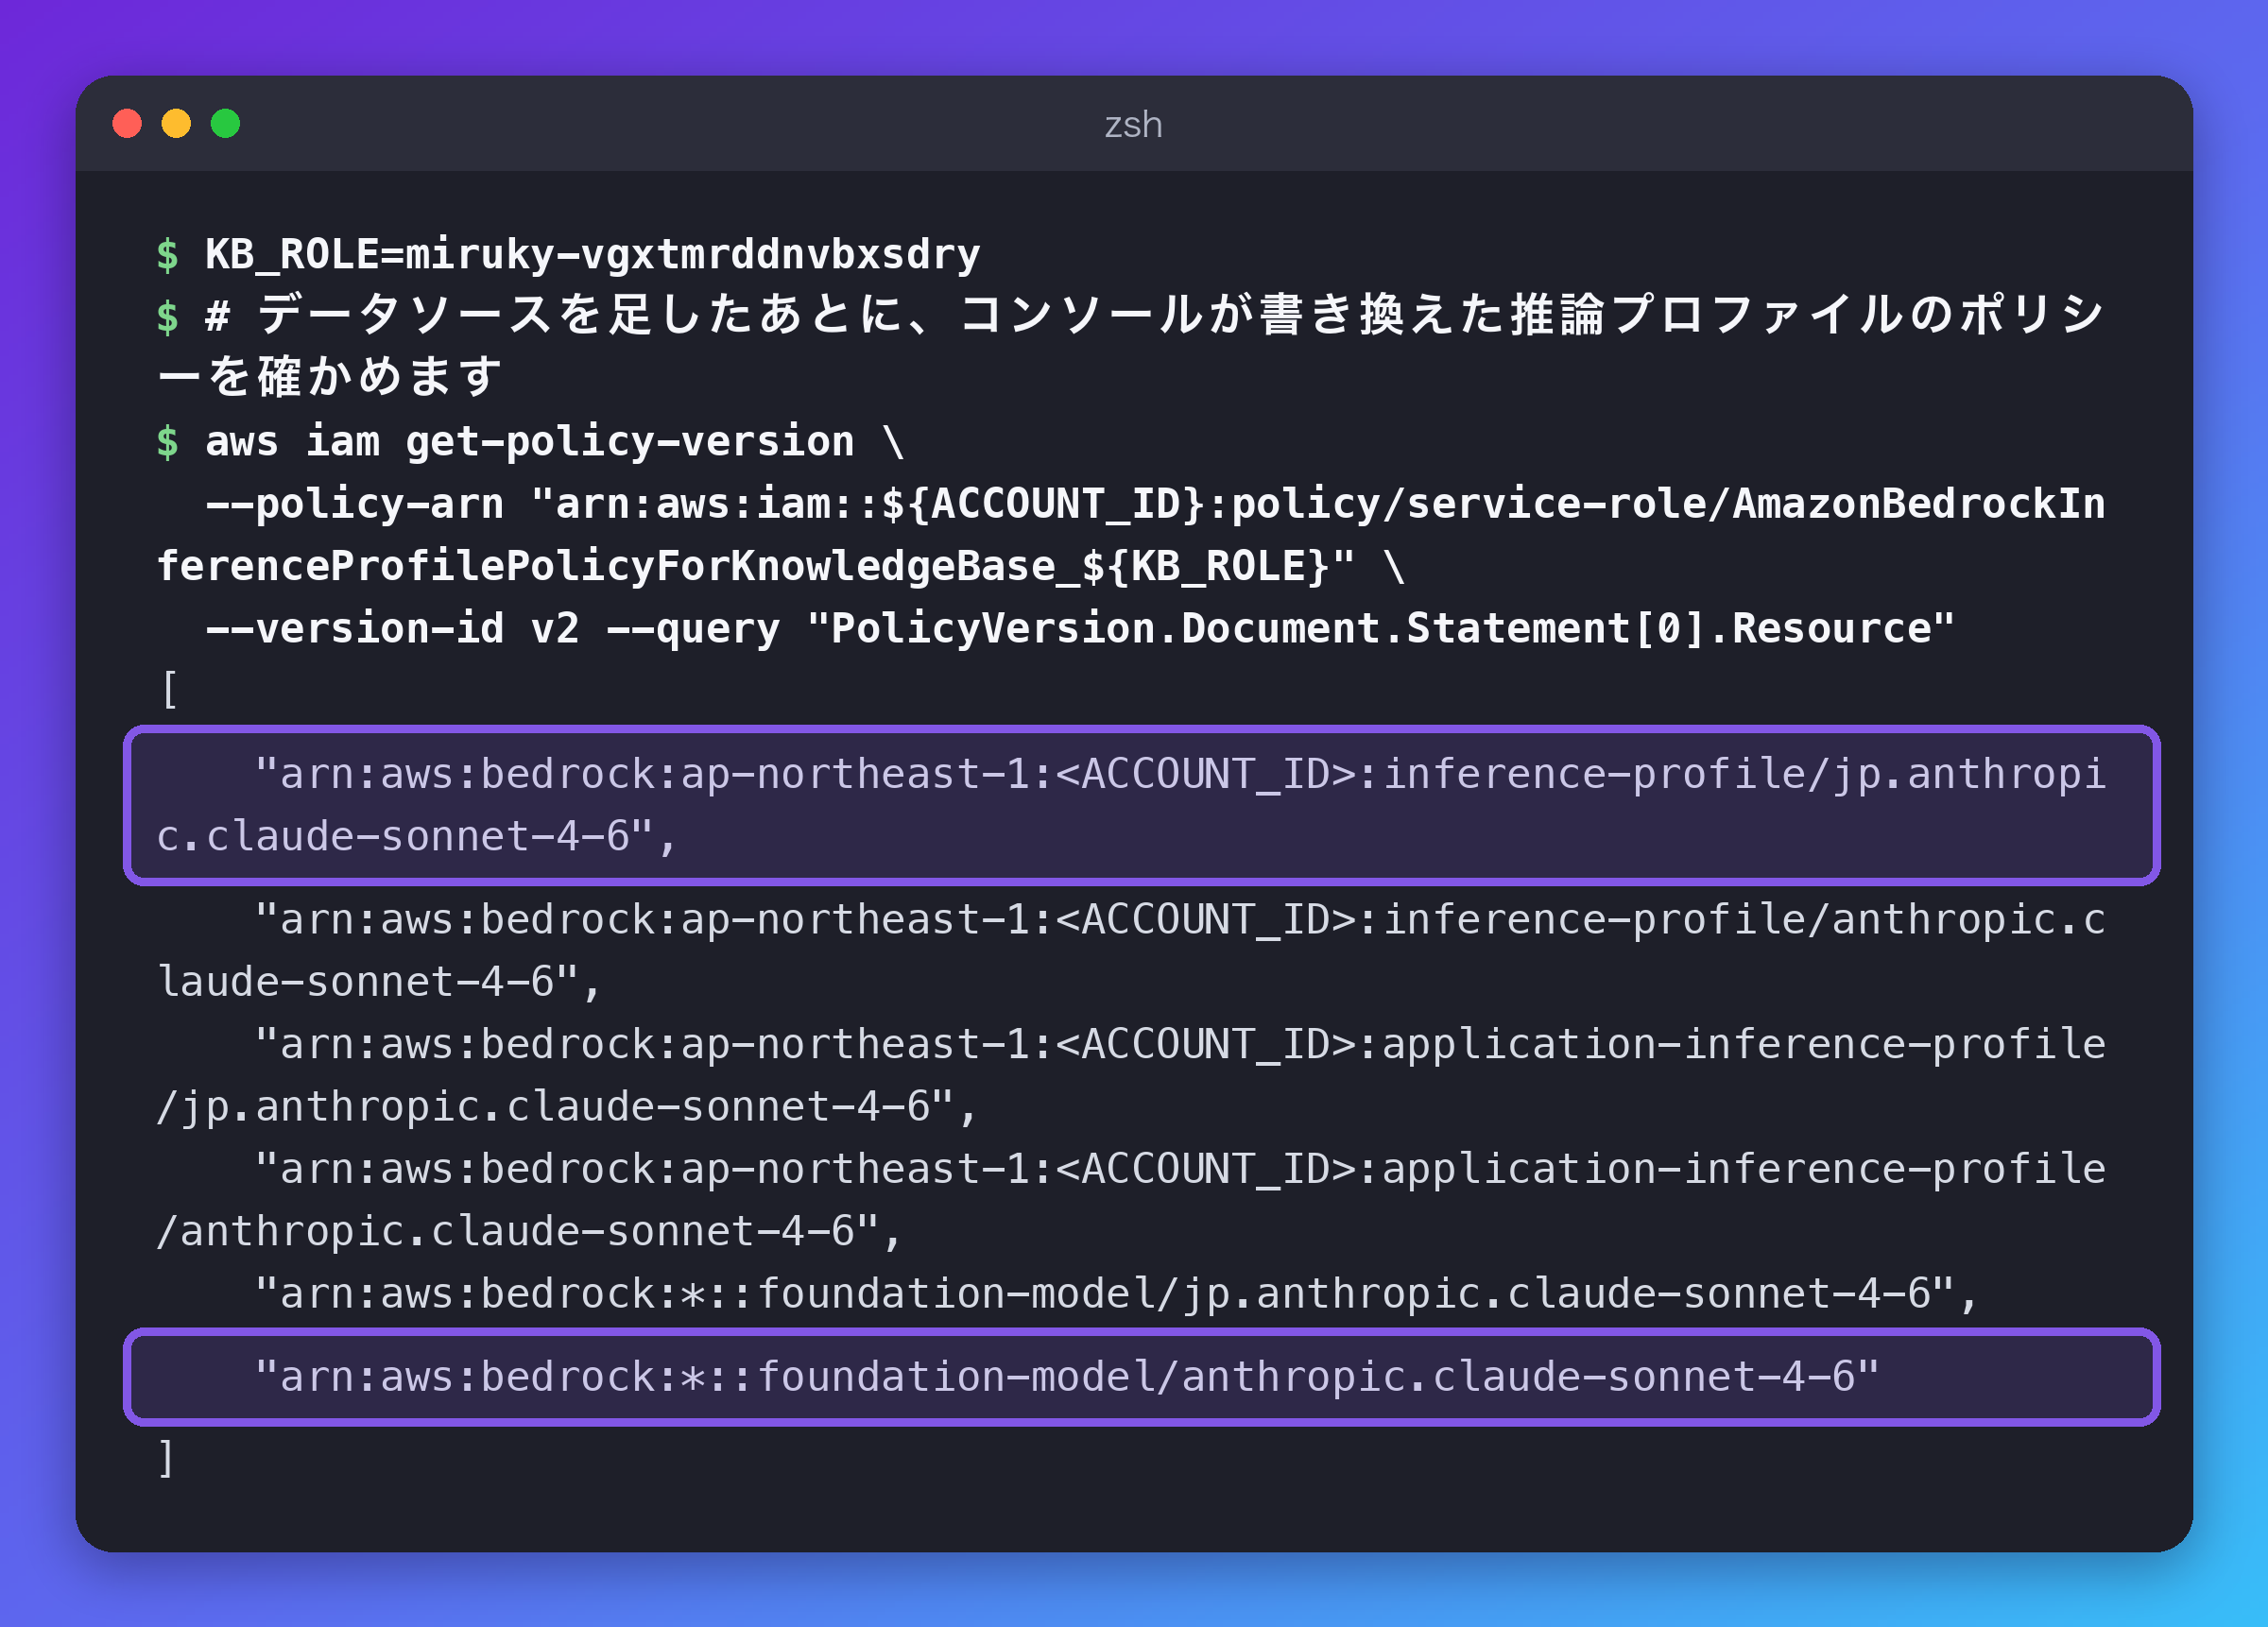 zsh
$ KB_ROLE=miruky-vgxtmrddnvbxsdry
$ # データソースを足したあとに、コンソールが書き換えた推論プロファイルのポリシ
ーを確かめます
$ aws iam get-policy-version \
  --policy-arn "arn:aws:iam::${ACCOUNT_ID}:policy/service-role/AmazonBedrockIn
ferenceProfilePolicyForKnowledgeBase_${KB_ROLE}" \
  --version-id v2 --query "PolicyVersion.Document.Statement[0].Resource"
[
    "arn:aws:bedrock:ap-northeast-1:<ACCOUNT_ID>:inference-profile/jp.anthropi
c.claude-sonnet-4-6",
    "arn:aws:bedrock:ap-northeast-1:<ACCOUNT_ID>:inference-profile/anthropic.c
laude-sonnet-4-6",
    "arn:aws:bedrock:ap-northeast-1:<ACCOUNT_ID>:application-inference-profile
/jp.anthropic.claude-sonnet-4-6",
    "arn:aws:bedrock:ap-northeast-1:<ACCOUNT_ID>:application-inference-profile
/anthropic.claude-sonnet-4-6",
    "arn:aws:bedrock:*::foundation-model/jp.anthropic.claude-sonnet-4-6",
    "arn:aws:bedrock:*::foundation-model/anthropic.claude-sonnet-4-6"
]